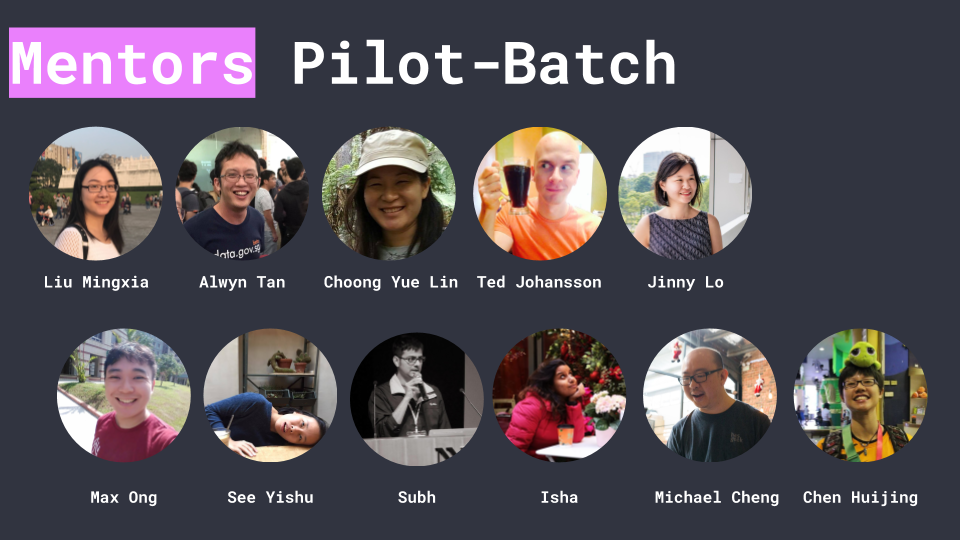 Mentors Pilot-Batch
data.gov.sg
Liu Mingxia Alwyn Tan Choong Yue Lin Ted Johansson Jinny Lo
Max Ong See Yishu Subh Isha Michael Cheng Chen Huijing